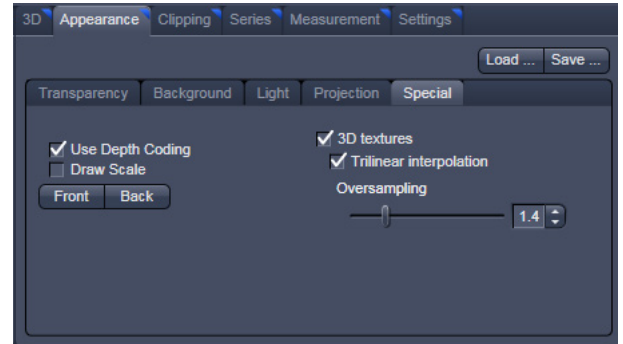 3D Appearance Clipping Series Measurement Settings
Load ... Save ...
Transparency Background Light Projection Special
Use Depth Coding
Draw Scale
Front Back
3D textures
Trilinear interpolation
Oversampling
1.4